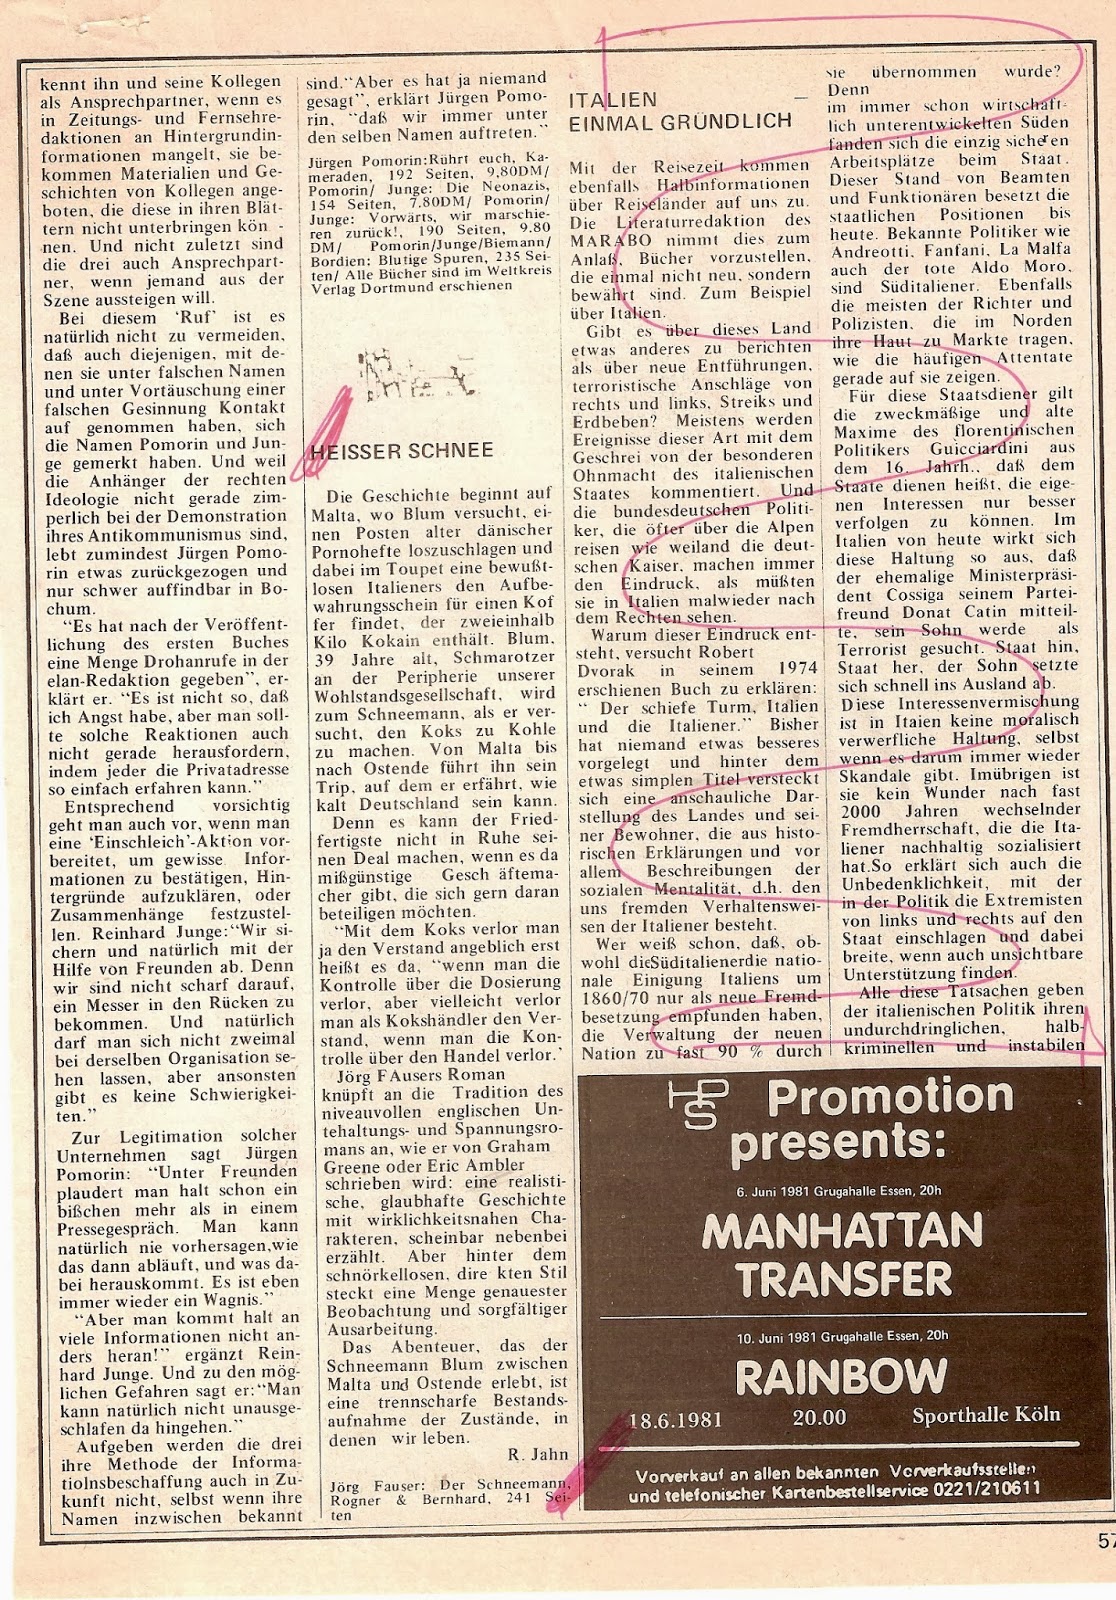 kennt ihn und seine Kollegen
als Ansprechpartner, wenn es
in Zeitungs- und Fernsehre-
daktionen an Hintergrundin-
formationen mangelt, sie be-
kommen Materialien und Ge-
schichten von Kollegen ange-
boten, die diese in ihren Blät-
tern nicht unterbringen kön -
nen. Und nicht zuletzt sind
die drei auch Ansprechpart-
ner, wenn jemand aus der
Szene aussteigen will.
Bei diesem 'Ruf' ist es
natürlich nicht zu vermeiden,
daß auch diejenigen, mit de-
nen sie unter falschen Namen
und unter Vortäuschung einer
falschen Gesinnung Kontakt
auf genommen haben, sich
die Namen Pomorin und Jun-
ge gemerkt haben. Und weil
die Anhänger der rechten
Ideologie nicht gerade zim-
perlich bei der Demonstration
ihres Antikommunismus sind,
lebt zumindest Jürgen Pomo-
rin etwas zurückgezogen und
nur schwer auffindbar in Bo-
chum.
"Es hat nach der Veröffent-
lichung des ersten Buches
eine Menge Drohanrufe in der
elan-Redaktion gegeben", er-
klärt er. "Es ist nicht so, daß
ich Angst habe, aber man soll-
te solche Reaktionen auch
nicht gerade herausfordern,
indem jeder die Privatadresse
so einfach erfahren kann."
Entsprechend vorsichtig
geht man auch vor, wenn man
eine 'Einschleich'-Aktion vor-
bereitet, um gewisse Infor-
mationen zu bestätigen, Hin-
tergründe aufzuklären, oder
Zusammenhänge festzustel-
len. Reinhard Junge:"Wir si-
chern und natürlich mit der
Hilfe von Freunden ab. Denn
wir sind nicht scharf darauf,
ein Messer in den Rücken zu
bekommen. Und natürlich
darf man sich nicht zweimal
bei derselben Organisation se-
hen lassen, aber ansonsten
gibt es keine Schwierigkei-
ten."
Zur Legitimation solcher
Unternehmen sagt Jürgen
Pomorin: "Unter Freunden
plaudert man halt schon ein
bißchen mehr als in einem
Pressegespräch. Man kann
natürlich nie vorhersagen,wie
das dann abläuft, und was da-
bei herauskommt. Es ist eben
immer wieder ein Wagnis."
"Aber man kommt halt an
viele Informationen nicht an-
ders heran!" ergänzt Rein-
hard Junge. Und zu den mög-
lichen Gefahren sagt er:"Man
kann natürlich nicht unausge-
schlafen da hingehen."
Aufgeben werden die drei
ihre Methode der Informa-
tiolnsbeschaffung auch in Zu-
kunft nicht, selbst wenn ihre
Namen inzwischen bekannt
sind."Aber es hat ja niemand
gesagt", erklärt Jürgen Pomo-
rin, "daß wir immer unter
den selben Namen auftreten."
Jürgen Pomorin:Rührt euch, Ka-
meraden, 192 Seiten, 9,80DM/
Pomorin/ Junge: Die Neonazis,
154 Seiten, 7.80DM/ Pomorin/
Junge: Vorwärts, wir marschie-
ren zurück!, 190 Seiten, 9.80
DM/ Pomorin/Junge/Biemann/
Bordien: Blutige Spuren, 235 Sei-
ten/ Alle Bücher sind im Weltkreis
Verlag Dortmund erschienen
HEISSER SCHNEE
Die Geschichte beginnt auf
Malta, wo Blum versucht, ei-
nen Posten alter dänischer
Pornohefte loszuschlagen und
dabei im Toupet eine bewußt-
losen Italieners den Aufbe-
wahrungsschein für einen Kof
fer findet, der zweieinhalb
Kilo Kokain enthält. Blum,
39 Jahre alt, Schmarotzer
an der Peripherie unserer
Wohlstandsgesellschaft, wird
zum Schneemann, als er ver-
sucht, den Koks zu Kohle
zu machen. Von Malta bis
nach Ostende führt ihn sein
Trip, auf dem er erfährt, wie
kalt Deutschland sein kann.
Denn es kann der Fried-
fertigste nicht in Ruhe sei-
nen Deal machen, wenn es da
mißgünstige Gesch äftema-
cher gibt, die sich gern daran
beteiligen möchten.
"Mit dem Koks verlor man
ja den Verstand angeblich erst
heißt es da, "wenn man die
Kontrolle über die Dosierung
verlor, aber vielleicht verlor
man als Kokshändler den Ver-
stand, wenn man die Kon-
trolle über den Handel verlor.'
Jörg FAusers Roman
knüpft an die Tradition des
niveauvollen englischen Un-
tehaltungs- und Spannungsro-
mans an, wie er von Graham
Greene oder Eric Ambler
schrieben wird: eine realisti-
sche, glaubhafte Geschichte
mit wirklichkeitsnahen Cha-
rakteren, scheinbar nebenbei
erzählt. Aber hinter dem
schnörkellosen, dire kten Stil
steckt eine Menge genauester
Beobachtung und sorgfältiger
Ausarbeitung.
Das Abenteuer, das der
Schneemann Blum zwischen
Malta und Ostende erlebt, ist
eine trennscharfe Bestands-
aufnahme der Zustände, in
denen wir leben.
R. Jahn
Jörg Fauser: Der Schneemann,
Rogner & Bernhard, 241 Sei-
ten
ITALIEN –
EINMAL GRÜNDLICH
Mit der Reisezeit kommen
ebenfalls Halbinformationen
über Reiseländer auf uns zu.
Die Literaturredaktion des
MARABO nimmt dies zum
Anlaß, Bücher vorzustellen,
die einmal nicht neu, sondern
bewährt sind. Zum Beispiel
über Italien.
Gibt es über dieses Land
etwas anderes zu berichten
als über neue Entführungen,
terroristische Anschläge von
rechts und links, Streiks und
Erdbeben? Meistens werden
Ereignisse dieser Art mit dem
Geschrei von der besonderen
Ohnmacht des italienischen
Staates kommentiert. Und
die bundesdeutschen Politi-
ker, die öfter über die Alpen
reisen wie weiland die deut-
schen Kaiser, machen immer
den Eindruck, als müßten
sie in Italien malwieder nach
dem Rechten sehen.
Warum dieser Eindruck ent-
steht, versucht Robert
Dvorak in seinem 1974
erschienen Buch zu erklären:
" Der schiefe Turm, Italien
und die Italiener." Bisher
hat niemand etwas besseres
vorgelegt und hinter dem
etwas simplen Titel versteckt
sich eine anschauliche Dar-
stellung des Landes und sei-
ner Bewohner, die aus histo-
rischen Erklärungen und vor
allem Beschreibungen der
sozialen Mentalität, d.h. den
uns fremden Verhaltenswei-
sen der Italiener besteht.
Wer weiß schon, daß, ob-
wohl dieSüditalienerdie natio-
nale Einigung Italiens um
1860/70 nur als neue Fremd-
besetzung empfunden haben,
die Verwaltung der neuen
Nation zu fast 90 % durch
sie übernommen wurde?
Denn
im immer schon wirtschaft-
lich unterentwickelten Süden
fanden sich die einzig sicheren
Arbeitsplätze beim Staat.
Dieser Stand von Beamten
und Funktionären besetzt die
staatlichen Positionen bis
heute. Bekannte Politiker wie
Andreotti, Fanfani, La Malfa
auch der tote Aldo Moro,
sind Süditaliener. Ebenfalls
die meisten der Richter und
Polizisten, die im Norden
ihre Haut zu Markte tragen,
wie die häufigen Attentate
gerade auf sie zeigen.
Für diese Staatsdiener gilt
die zweckmäßige und alte
Maxime des florentinischen
Politikers Guicciardini aus
dem 16. Jahrh., daß dem
Staate dienen heißt, die eige-
nen Interessen nur besser
verfolgen zu können. Im
Italien von heute wirkt sich
diese Haltung so aus, daß
der ehemalige Ministerpräsi-
dent Cossiga seinem Partei-
freund Donat Catin mitteil-
te, sein Sohn werde als
Terrorist gesucht. Staat hin,
Staat her, der Sohn setzte
sich schnell ins Ausland ab.
Diese Interessenvermischung
ist in Itaien keine moralisch
verwerfliche Haltung, selbst
wenn es darum immer wieder
Skandale gibt. Imübrigen ist
sie kein Wunder nach fast
2000 Jahren wechselnder
Fremdherrschaft, die die Ita-
liener nachhaltig sozialisiert
hat.So erklärt sich auch die
Unbedenklichkeit, mit der
in der Politik die Extremisten
von links und rechts auf den
Staat einschlagen und dabei
breite, wenn auch unsichtbare
Unterstützung finden.
Alle diese Tatsachen geben
der italienischen Politik ihren
undurchdringlichen, halb-
kriminellen und instabilen
HPS Promotion
presents:
6. Juni 1981 Grugahalle Essen, 20h
MANHATTAN
TRANSFER
10. Juni 1981 Grugahalle Essen, 20h
RAINBOW
18.6.1981 20.00 Sporthalle Köln
Vorverkauf an allen bekannten Vorverkaufsstellen
und telefonischer Kartenbestellservice 0221/210611
57